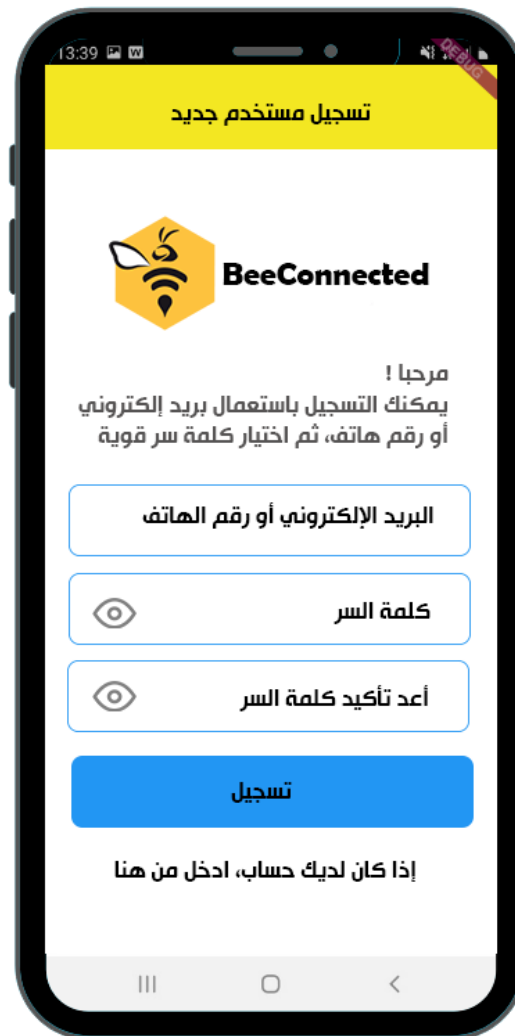 13:39
DEBUG
تسجيل مستخدم جديد
BeeConnected
مرحبا !
يمكنك التسجيل باستعمال بريد إلكتروني
أو رقم هاتف، ثم اختيار كلمة سر قوية
البريد الإلكتروني أو رقم الهاتف
كلمة السر
أعد تأكيد كلمة السر
تسجيل
إذا كان لديك حساب، ادخل من هنا